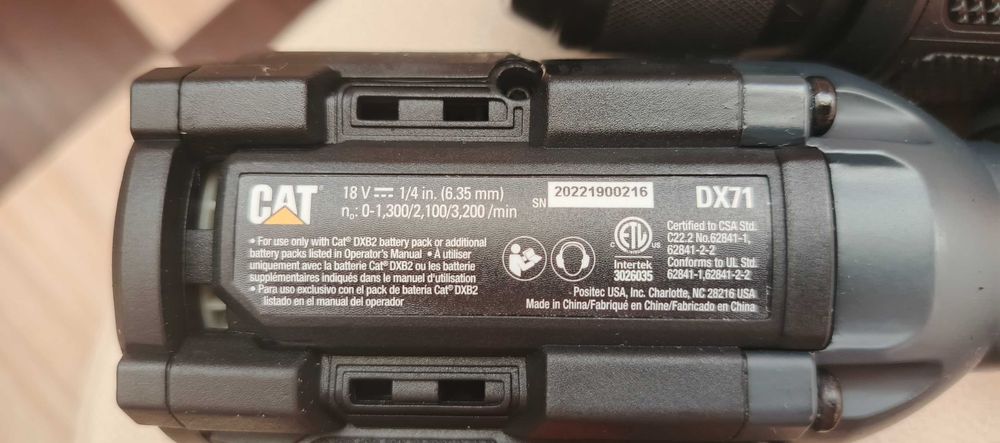 CAT
18 V ⎓ 1/4 in. (6.35 mm)
n₀: 0-1,300/2,100/3,200 /min
SN 20221900216
DX71
• For use only with Cat® DXB2 battery pack or additional
battery packs listed in Operator's Manual • À utiliser
uniquement avec la batterie Cat® DXB2 ou les batterie
supplémentaires indiqués dans le manuel d'utilisation
• Para uso exclusivo con el pack de batería Cat® DXB2
listado en el manual del operador
c ETL us
Intertek
3026035
Certified to CSA Std.
C22.2 No.62841-1,
62841-2-2
Conforms to UL Std.
62841-1,62841-2-2
Positec USA, Inc. Charlotte, NC 28216 USA
Made in China/Fabriqué en Chine/Fabricado en China